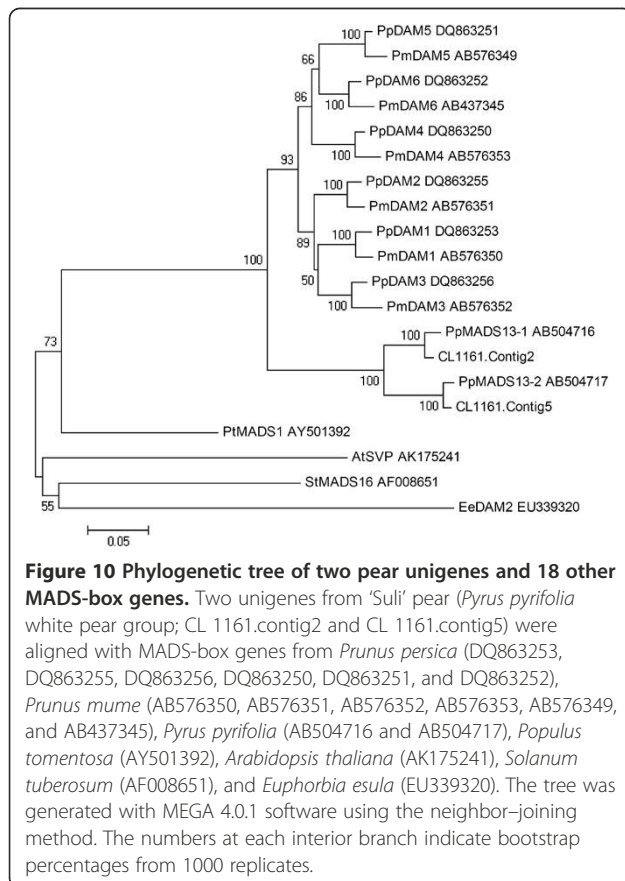 100
PpDAM5 DQ863251
PmDAM5 AB576349
66
PpDAM6 DQ863252
100
PmDAM6 AB437345
86
PpDAM4 DQ863250
100
PmDAM4 AB576353
93
PpDAM2 DQ863255
100
PmDAM2 AB576351
89
PpDAM1 DQ863253
100
PmDAM1 AB576350
50
PpDAM3 DQ863256
100
PmDAM3 AB576352
100
PpMADS13-1 AB504716
100
CL1161.Contig2
100
PpMADS13-2 AB504717
100
CL1161.Contig5
73
PtMADS1 AY501392
AtSVP AK175241
StMADS16 AF008651
55
EeDAM2 EU339320
0.05
Figure 10 Phylogenetic tree of two pear unigenes and 18 other
MADS-box genes. Two unigenes from ‘Suli’ pear (Pyrus pyrifolia
white pear group; CL 1161.contig2 and CL 1161.contig5) were
aligned with MADS-box genes from Prunus persica (DQ863253,
DQ863255, DQ863256, DQ863250, DQ863251, and DQ863252),
Prunus mume (AB576350, AB576351, AB576352, AB576353, AB576349,
and AB437345), Pyrus pyrifolia (AB504716 and AB504717), Populus
tomentosa (AY501392), Arabidopsis thaliana (AK175241), Solanum
tuberosum (AF008651), and Euphorbia esula (EU339320). The tree was
generated with MEGA 4.0.1 software using the neighbor–joining
method. The numbers at each interior branch indicate bootstrap
percentages from 1000 replicates.